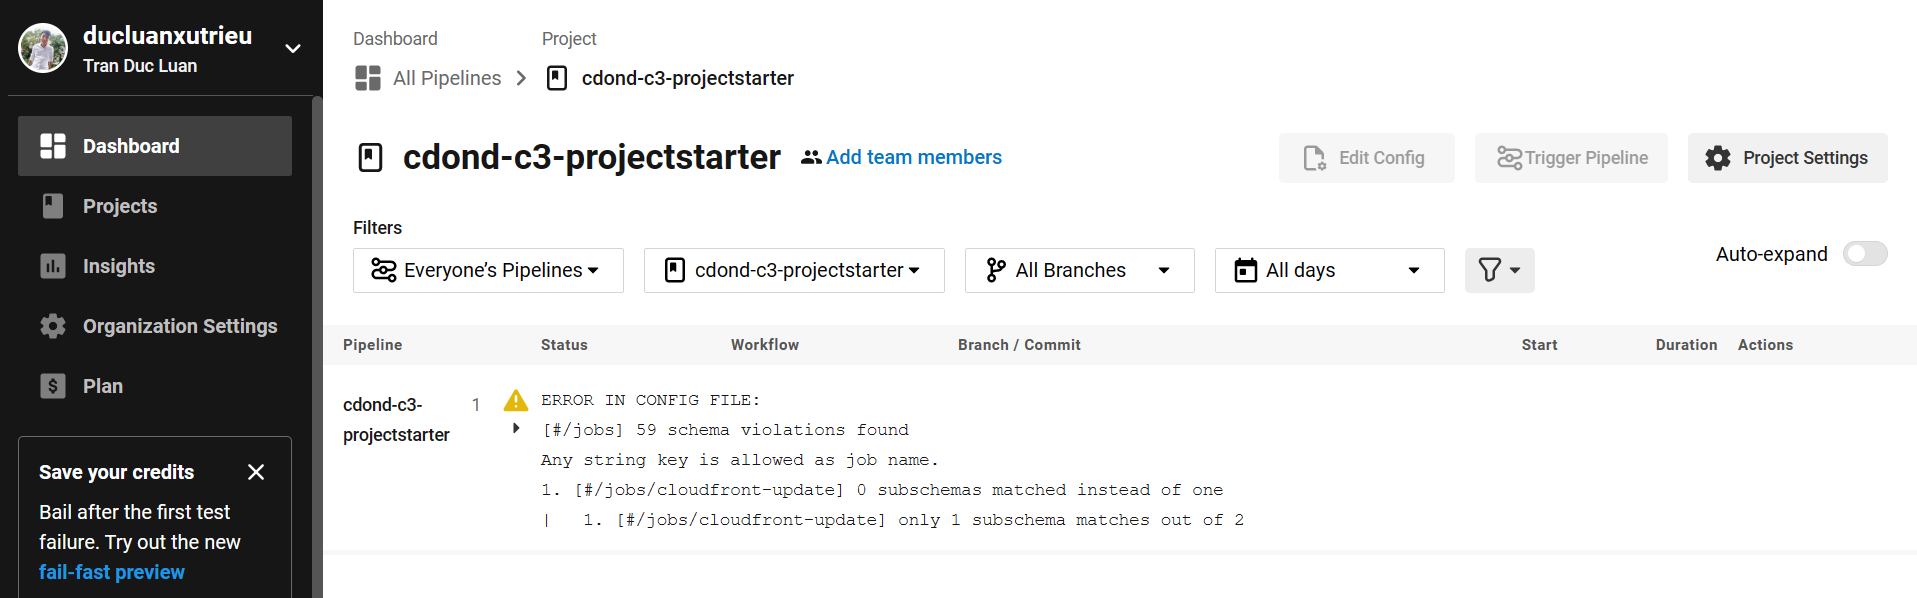 ducluanxutrieu
Tran Duc Luan
Dashboard
Projects
Insights
Organization Settings
Plan
Save your credits
Bail after the first test
failure. Try out the new
fail-fast preview
Dashboard Project
All Pipelines cdond-c3-projectstarter
cdond-c3-projectstarter Add team members Edit Config Trigger Pipeline Project Settings
Filters
Everyone’s Pipelines cdond-c3-projectstarter All Branches All days Auto-expand
Pipeline Status Workflow Branch / Commit Start Duration Actions
cdond-c3-
projectstarter
1
ERROR IN CONFIG FILE:
[#/jobs] 59 schema violations found
Any string key is allowed as job name.
1. [#/jobs/cloudfront-update] 0 subschemas matched instead of one
| 1. [#/jobs/cloudfront-update] only 1 subschema matches out of 2